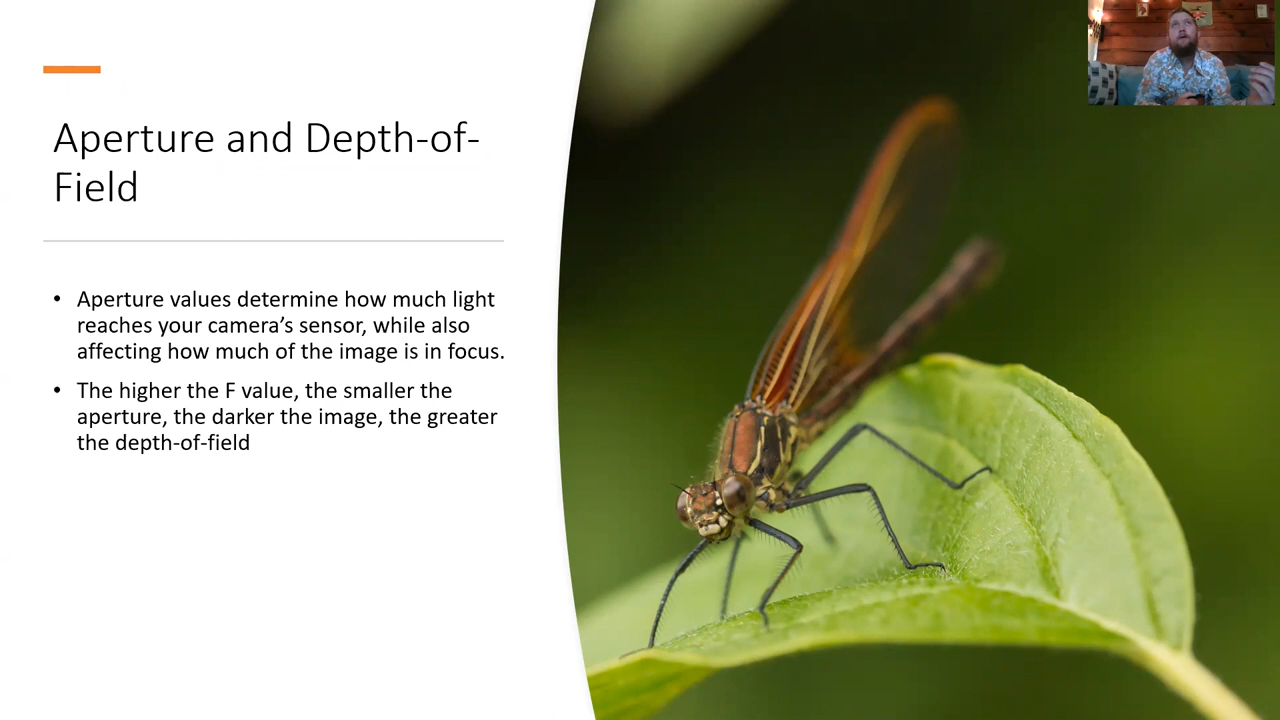 Aperture and Depth-of-
Field
• Aperture values determine how much light
reaches your camera’s sensor, while also
affecting how much of the image is in focus.
• The higher the F value, the smaller the
aperture, the darker the image, the greater
the depth-of-field